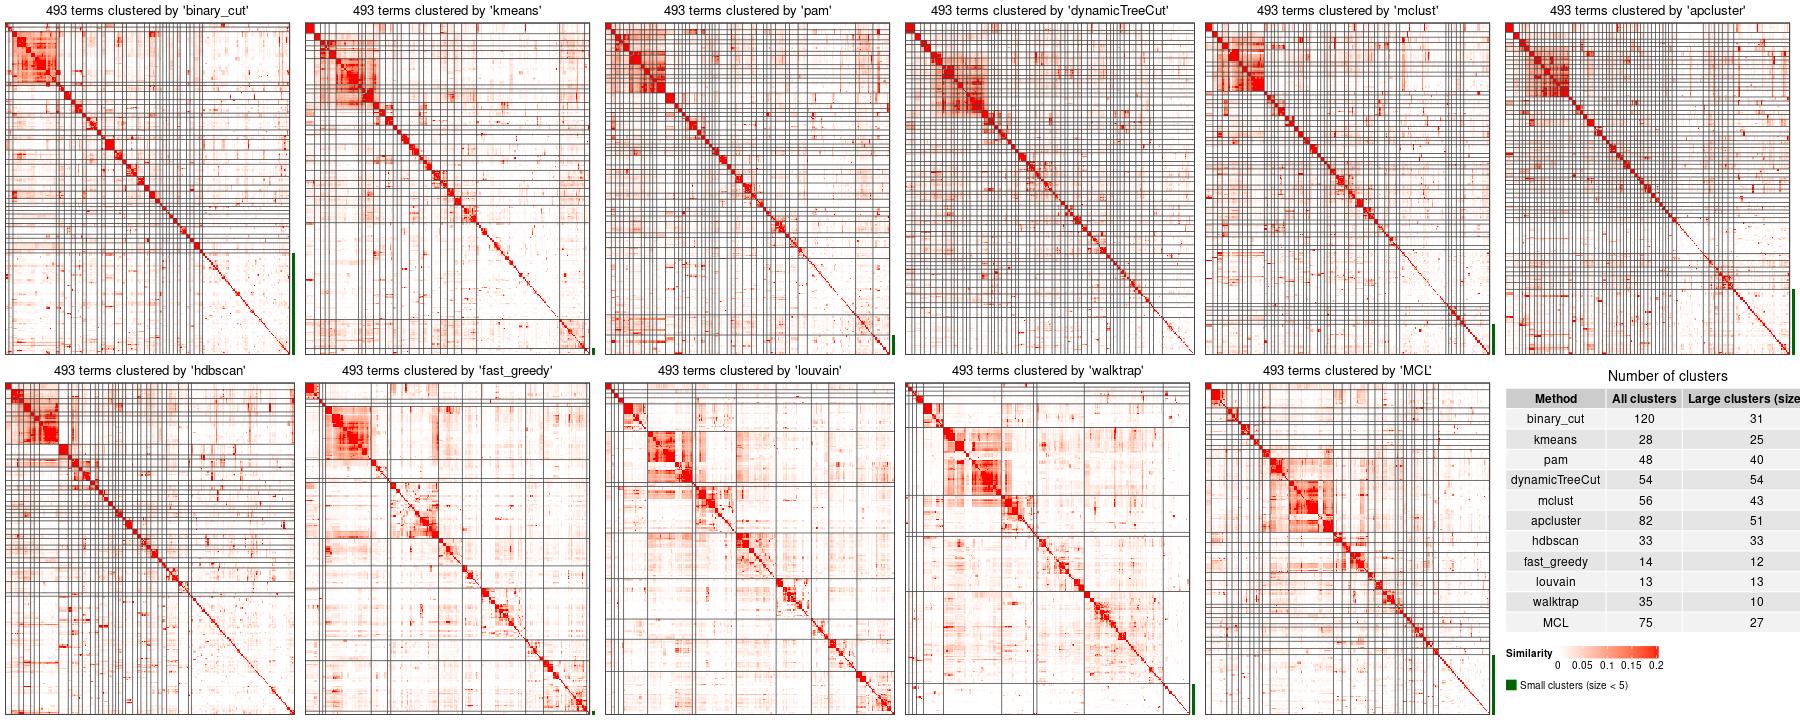 493 terms clustered by 'binary_cut'
493 terms clustered by 'kmeans'
493 terms clustered by 'pam'
493 terms clustered by 'dynamicTreeCut'
493 terms clustered by 'mclust'
493 terms clustered by 'apcluster'
493 terms clustered by 'hdbscan'
493 terms clustered by 'fast_greedy'
493 terms clustered by 'louvain'
493 terms clustered by 'walktrap'
493 terms clustered by 'MCL'
Number of clusters
Method All clusters Large clusters (size
binary_cut 120 31
kmeans 28 25
pam 48 40
dynamicTreeCut 54 54
mclust 56 43
apcluster 82 51
hdbscan 33 33
fast_greedy 14 12
louvain 13 13
walktrap 35 10
MCL 75 27
Similarity
0 0.05 0.1 0.15 0.2
Small clusters (size < 5)